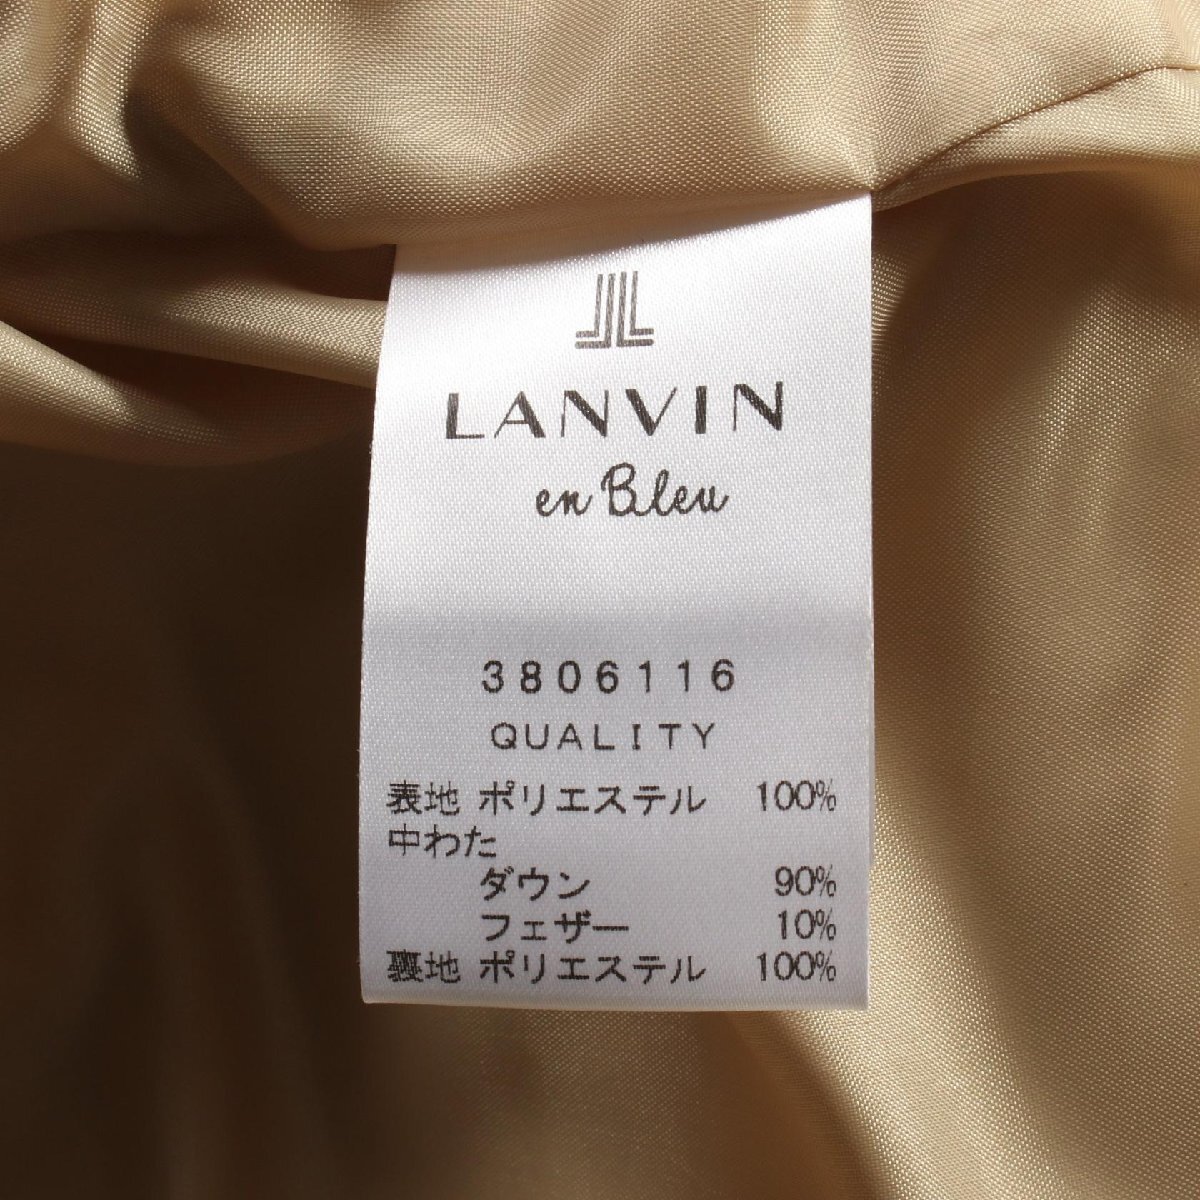 LANVIN
en Bleu
3806116
QUALITY
表地 ポリエステル 100%
中わた
ダウン 90%
フェザー 10%
裏地 ポリエステル 100%